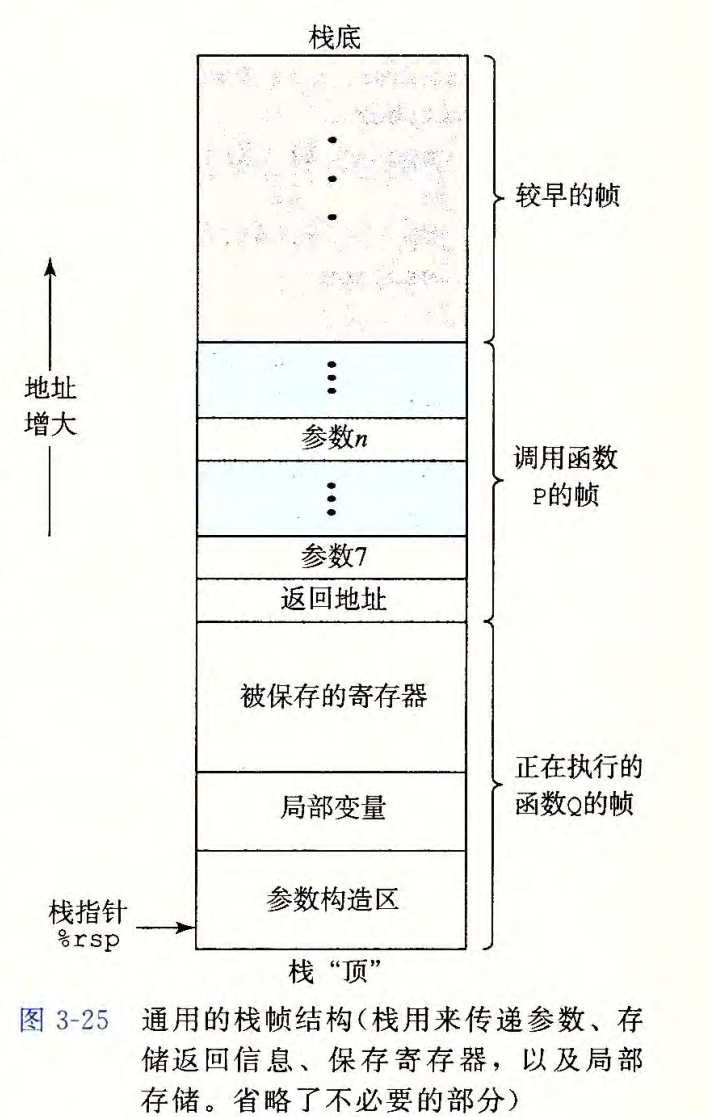 栈底
较早的帧
地址
增大
参数n
调用函数
P的帧
参数7
返回地址
被保存的寄存器
正在执行的
函数Q的帧
局部变量
参数构造区
栈指针
%rsp
栈“顶”
图 3-25 通用的栈帧结构(栈用来传递参数、存
储返回信息、保存寄存器，以及局部
存储。省略了不必要的部分)